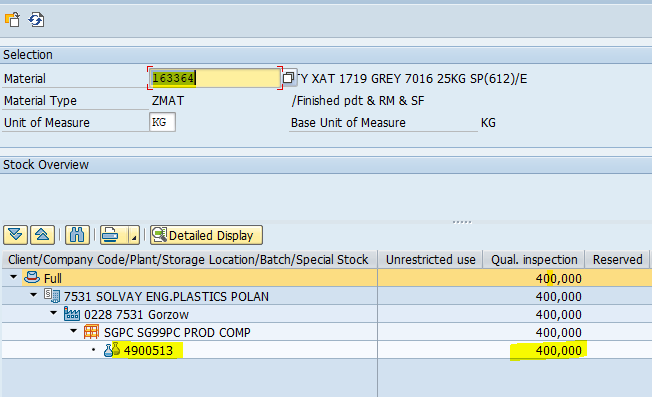 Selection
Material 163364 TY XAT 1719 GREY 7016 25KG SP(612)/E
Material Type ZMAT /Finished pdt & RM & SF
Unit of Measure KG Base Unit of Measure KG
Stock Overview
Detailed Display
Client/Company Code/Plant/Storage Location/Batch/Special Stock Unrestricted use Qual. inspection Reserved
Full 400,000
7531 SOLVAY ENG.PLASTICS POLAN 400,000
0228 7531 Gorzow 400,000
SGPC SG99PC PROD COMP 400,000
4900513 400,000